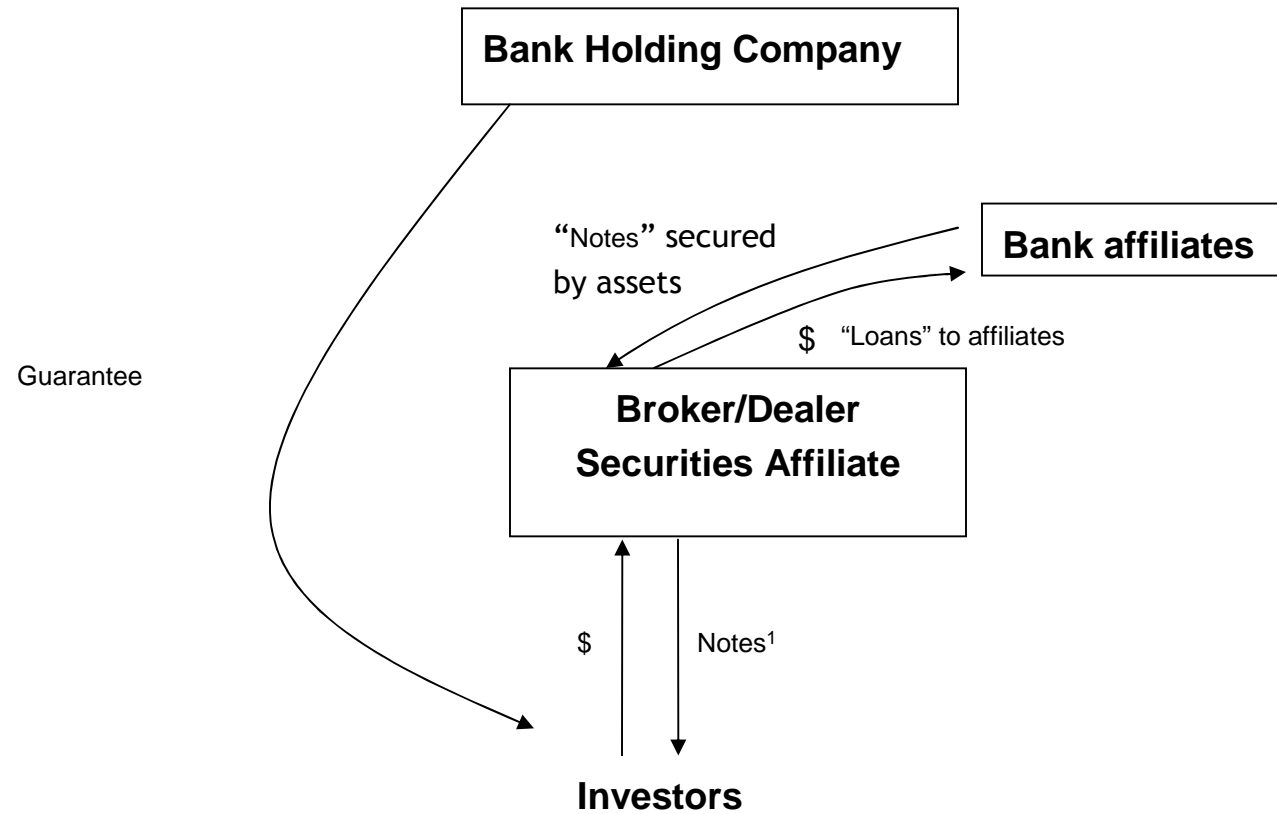 Bank Holding Company
“Notes” secured
by assets
Bank affiliates
$ “Loans” to affiliates
Guarantee
Broker/Dealer
Securities Affiliate
$
Notes¹
Investors